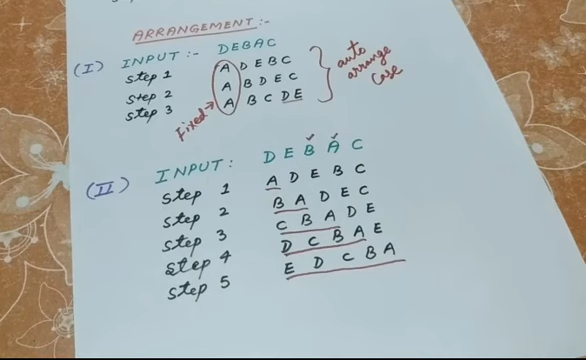 ARRANGEMENT:-
(I) INPUT :- DEBAC
Step 1 A D E B C
Step 2 A B D E C
Step 3 A B C D E
Fixed→
auto
arrange
Case
(II) INPUT: D E B A C
Step 1 A D E B C
Step 2 B A D E C
Step 3 C B A D E
Step 4 D C B A E
Step 5 E D C B A